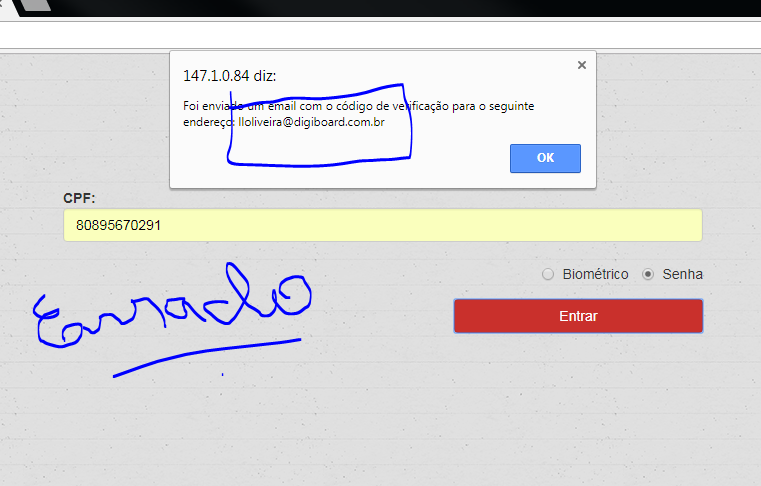 147.1.0.84 diz:
Foi enviado um email com o código de verificação para o seguinte
endereço: lloliveira@digiboard.com.br
OK
CPF:
80895670291
Biométrico Senha
Entrar
Errado